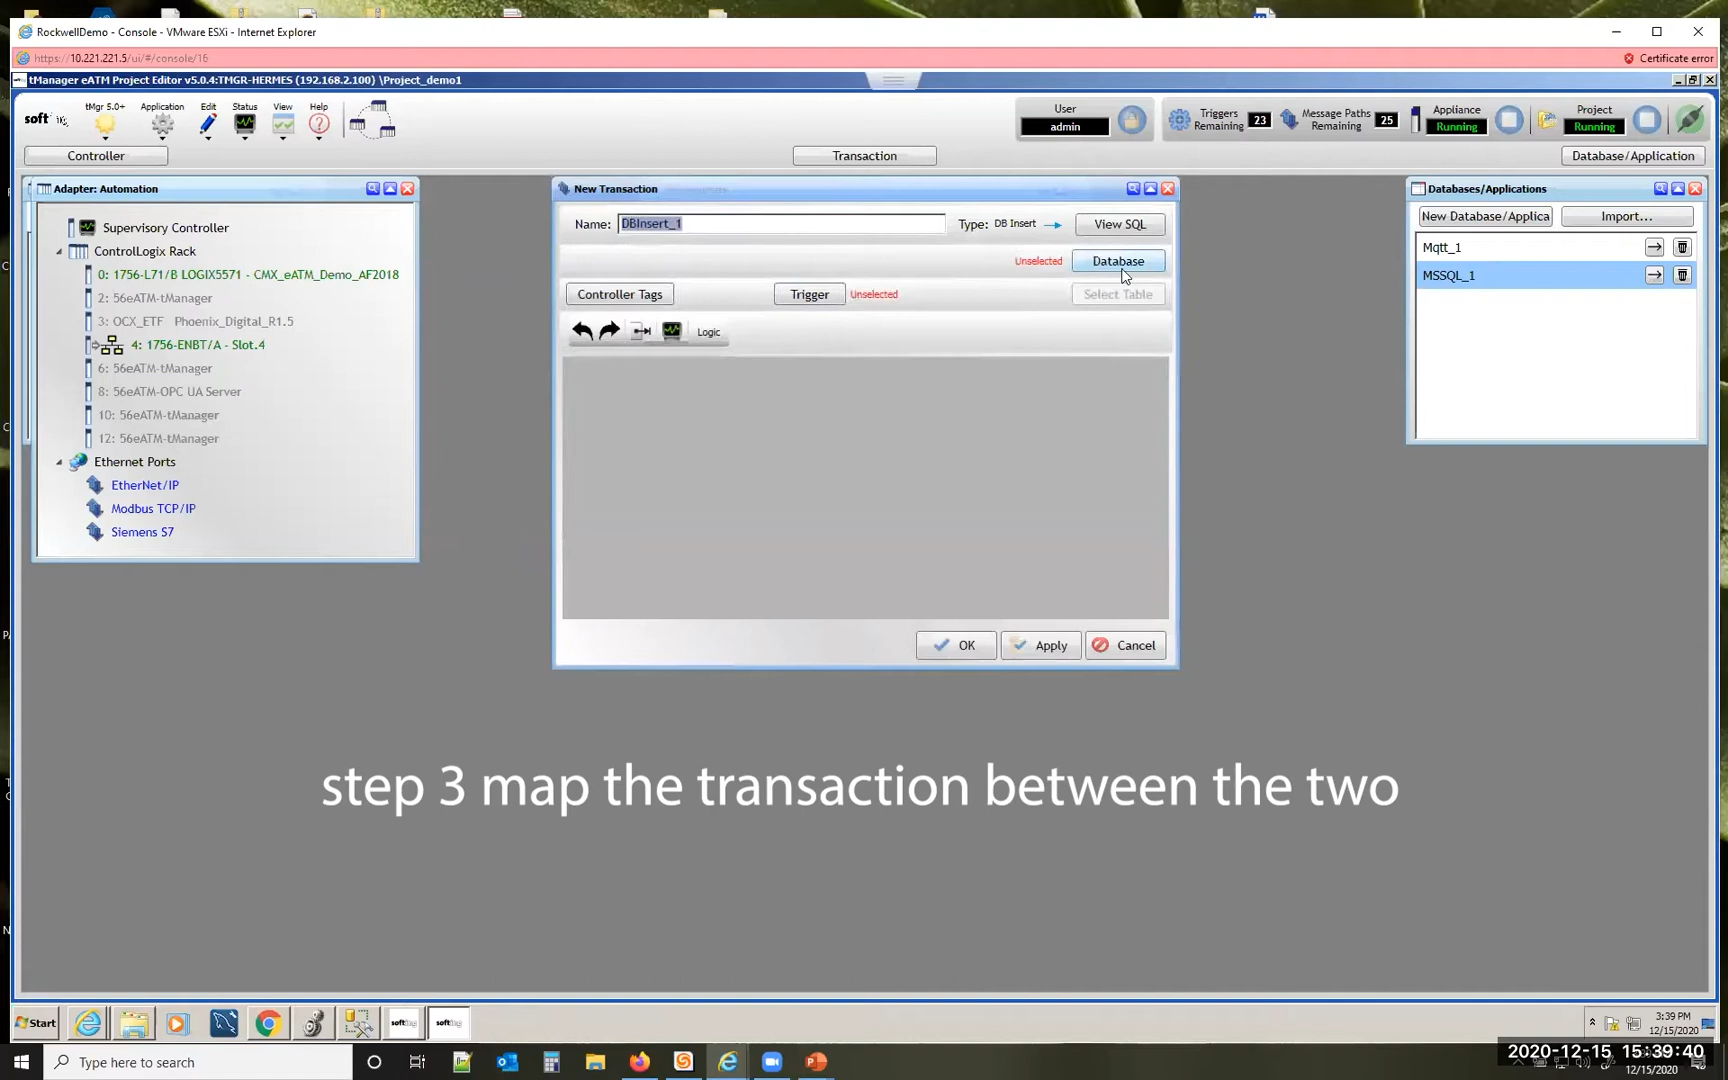 RockwellDemo - Console - VMware ESXi - Internet Explorer
https://10.221.221.5/ui/#/console/16
Certificate error
tManager eATM Project Editor v5.0.4:TMGR-HERMES (192.168.2.100) \Project_demo1
tMgr 5.0+
Application
Edit
Status
View
Help
User
admin
Triggers
Remaining
23
Message Paths
Remaining
25
Appliance
Running
Project
Running
Controller
Transaction
Database/Application
Adapter: Automation
Supervisory Controller
ControlLogix Rack
0: 1756-L71/B LOGIX5571 - CMX_eATM_Demo_AF2018
2: 56eATM-tManager
3: OCX_ETF Phoenix_Digital_R1.5
4: 1756-ENBT/A - Slot.4
6: 56eATM-tManager
8: 56eATM-OPC UA Server
10: 56eATM-tManager
12: 56eATM-tManager
Ethernet Ports
EtherNet/IP
Modbus TCP/IP
Siemens S7
New Transaction
Name:
DBInsert_1
Type: DB Insert
View SQL
Unselected
Database
Controller Tags
Trigger
Unselected
Select Table
Logic
OK
Apply
Cancel
Databases/Applications
New Database/Applica
Import...
Mqtt_1
MSSQL_1
step 3 map the transaction between the two
Start
3:39 PM
12/15/2020
Type here to search
2020-12-15 15:39:40
12/15/2020